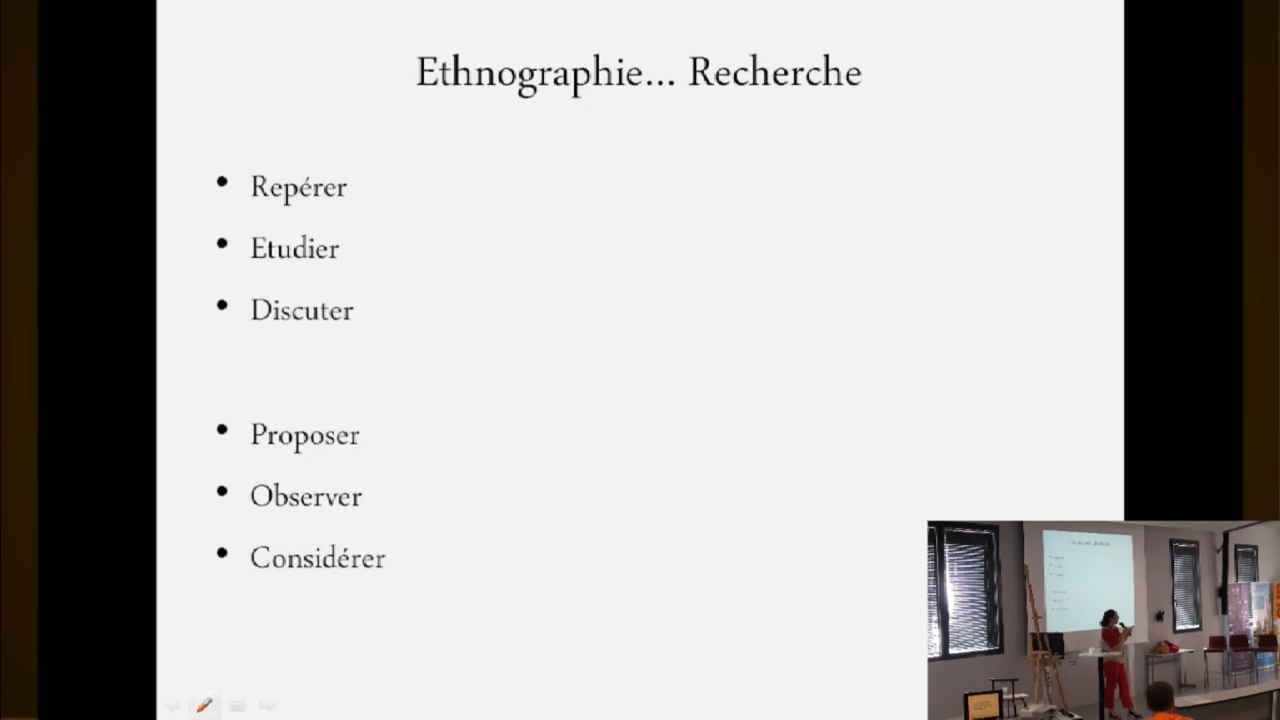 Ethnographie... Recherche
• Repérer
• Etudier
• Discuter
• Proposer
• Observer
• Considérer